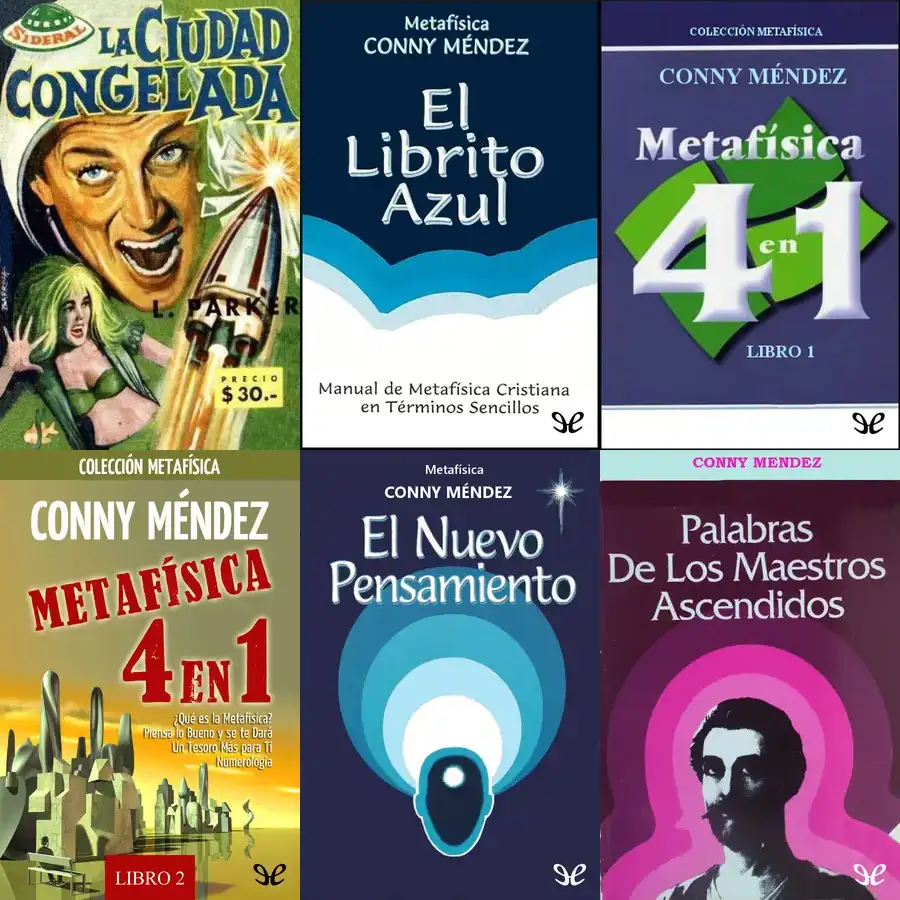 SIDERAL
LA CIUDAD
CONGELADA
L. PARKER
PRECIO
$ 30.-
Metafísica
CONNY MÉNDEZ
El
Librito
Azul
Manual de Metafísica Cristiana
en Términos Sencillos
COLECCIÓN METAFÍSICA
CONNY MÉNDEZ
Metafísica
4 en 1
LIBRO 1
COLECCIÓN METAFÍSICA
CONNY MÉNDEZ
METAFÍSICA
4 EN 1
¿Qué es la Metafísica?
Piensa lo Bueno y se te Dará
Un Tesoro Más para Ti
Numerología
LIBRO 2
Metafísica
CONNY MÉNDEZ
El Nuevo
Pensamiento
CONNY MENDEZ
Palabras
De Los Maestros
Ascendidos